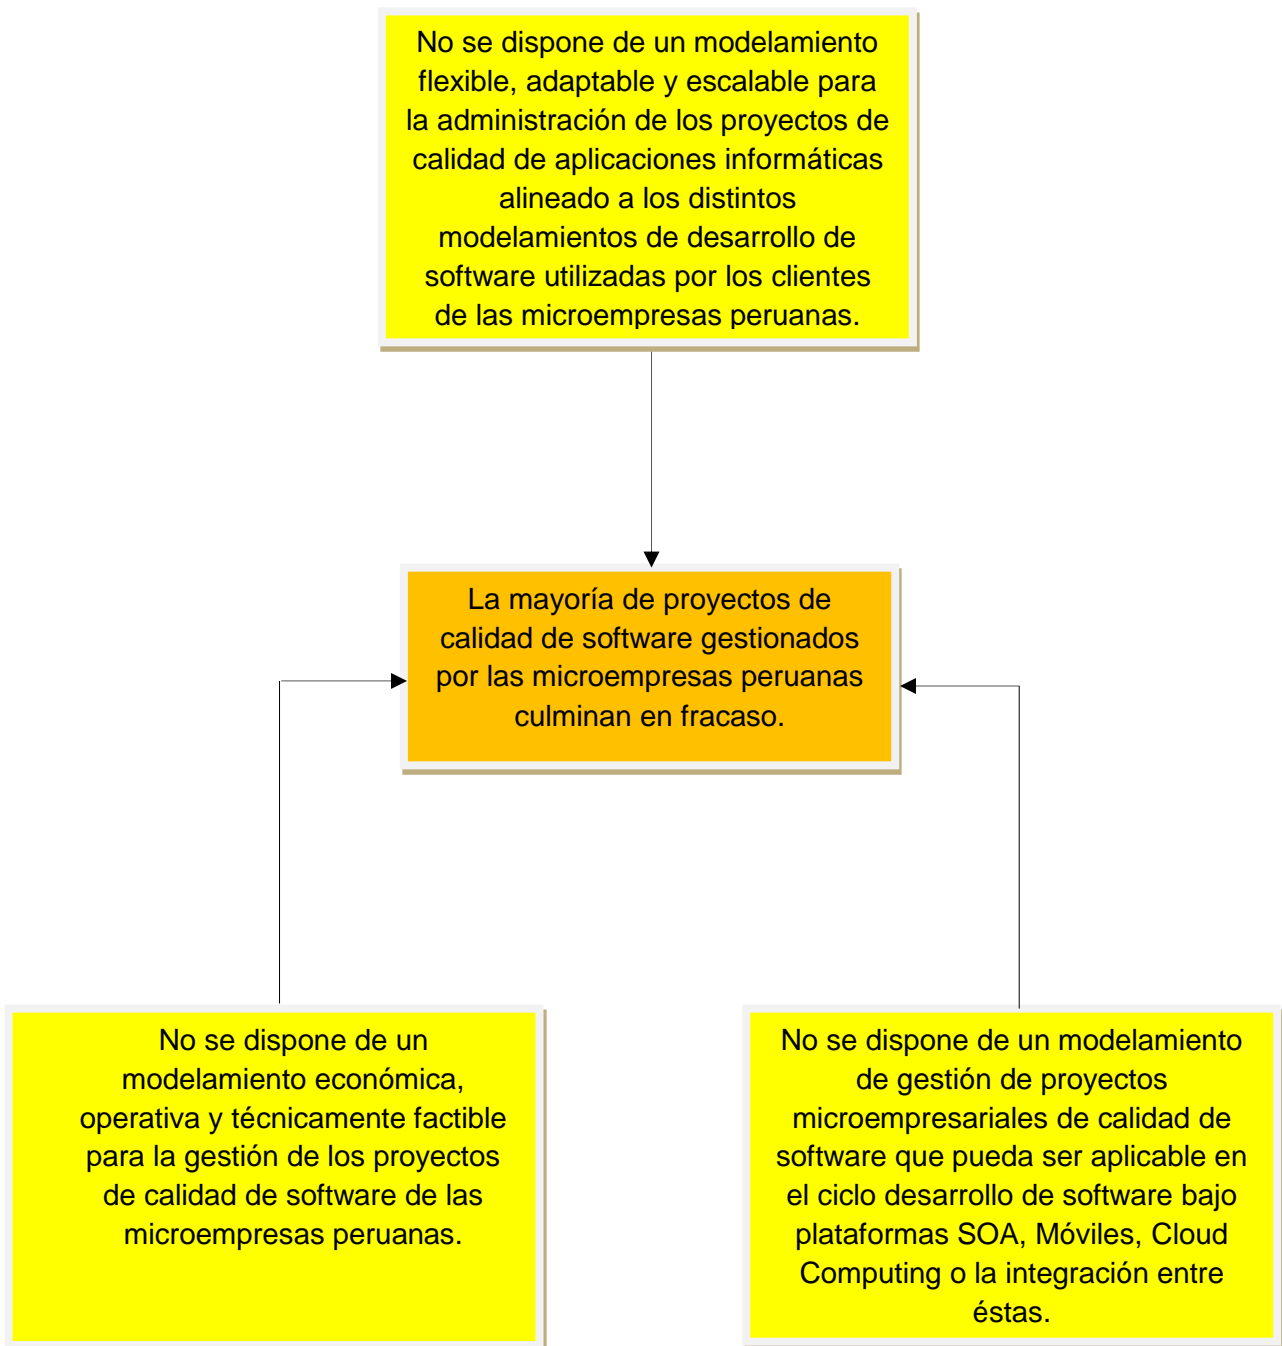 No se dispone de un modelamiento
flexible, adaptable y escalable para
la administración de los proyectos de
calidad de aplicaciones informáticas
alineado a los distintos
modelamientos de desarrollo de
software utilizadas por los clientes
de las microempresas peruanas.
La mayoría de proyectos de
calidad de software gestionados
por las microempresas peruanas
culminan en fracaso.
No se dispone de un
modelamiento económica,
operativa y técnicamente factible
para la gestión de los proyectos
de calidad de software de las
microempresas peruanas.
No se dispone de un modelamiento
de gestión de proyectos
microempresariales de calidad de
software que pueda ser aplicable en
el ciclo desarrollo de software bajo
plataformas SOA, Móviles, Cloud
Computing o la integración entre
éstas.